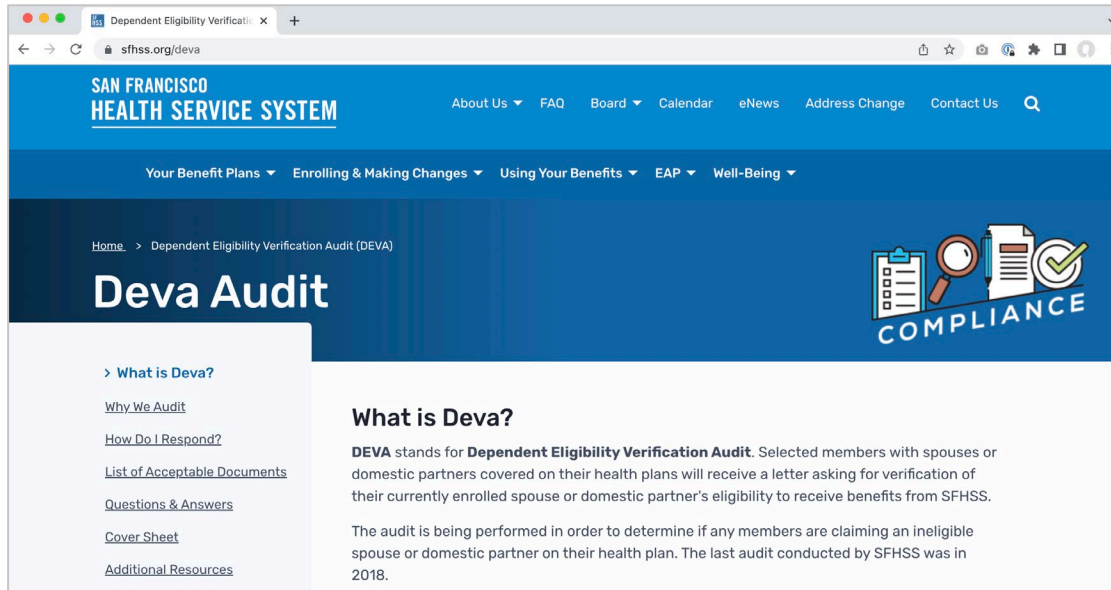 Dependent Eligibility Verificatio
sfhss.org/deva
SAN FRANCISCO
HEALTH SERVICE SYSTEM
About Us FAQ Board Calendar eNews Address Change Contact Us
Your Benefit Plans Enrolling & Making Changes Using Your Benefits EAP Well-Being
Home > Dependent Eligibility Verification Audit (DEVA)
Deva Audit
COMPLIANCE
> What is Deva?
Why We Audit
How Do I Respond?
List of Acceptable Documents
Questions & Answers
Cover Sheet
Additional Resources
What is Deva?
DEVA stands for Dependent Eligibility Verification Audit. Selected members with spouses or
domestic partners covered on their health plans will receive a letter asking for verification of
their currently enrolled spouse or domestic partner's eligibility to receive benefits from SFHSS.
The audit is being performed in order to determine if any members are claiming an ineligible
spouse or domestic partner on their health plan. The last audit conducted by SFHSS was in
2018.